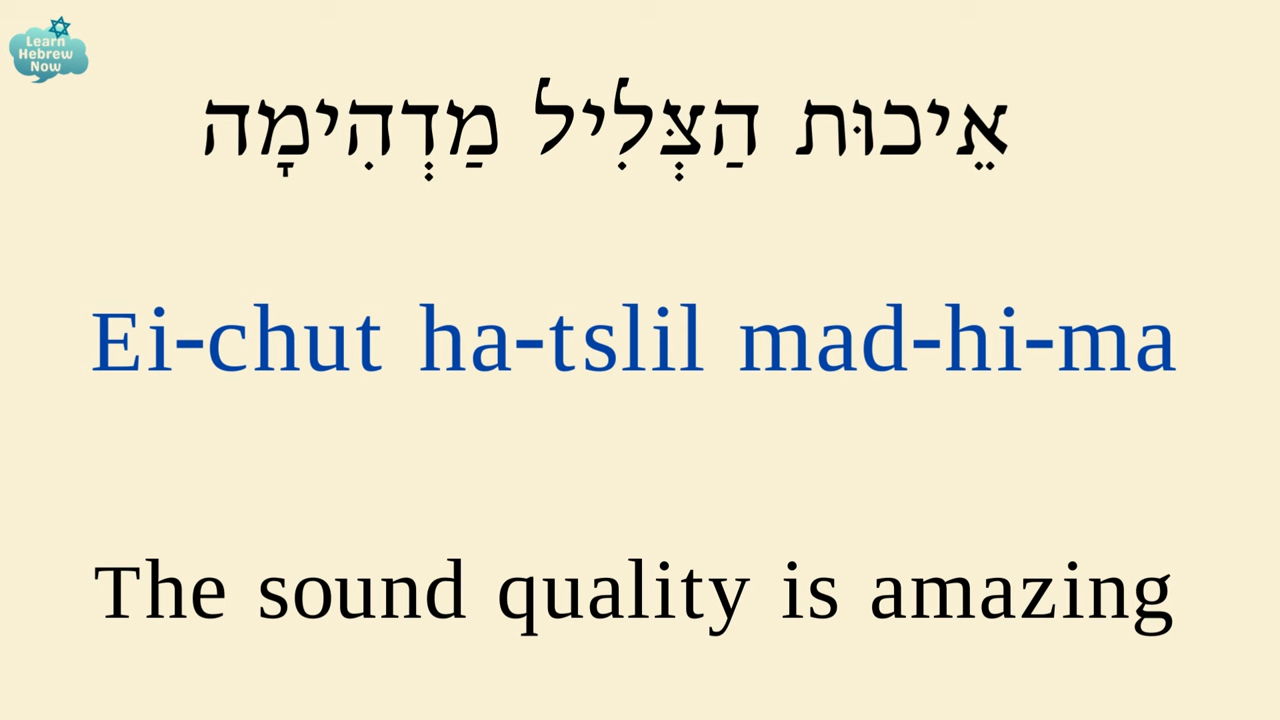 Learn
Hebrew
Now
אֵיכוּת הַצְּלִיל מַדְהִימָה
Ei-chut ha-tslil mad-hi-ma
The sound quality is amazing